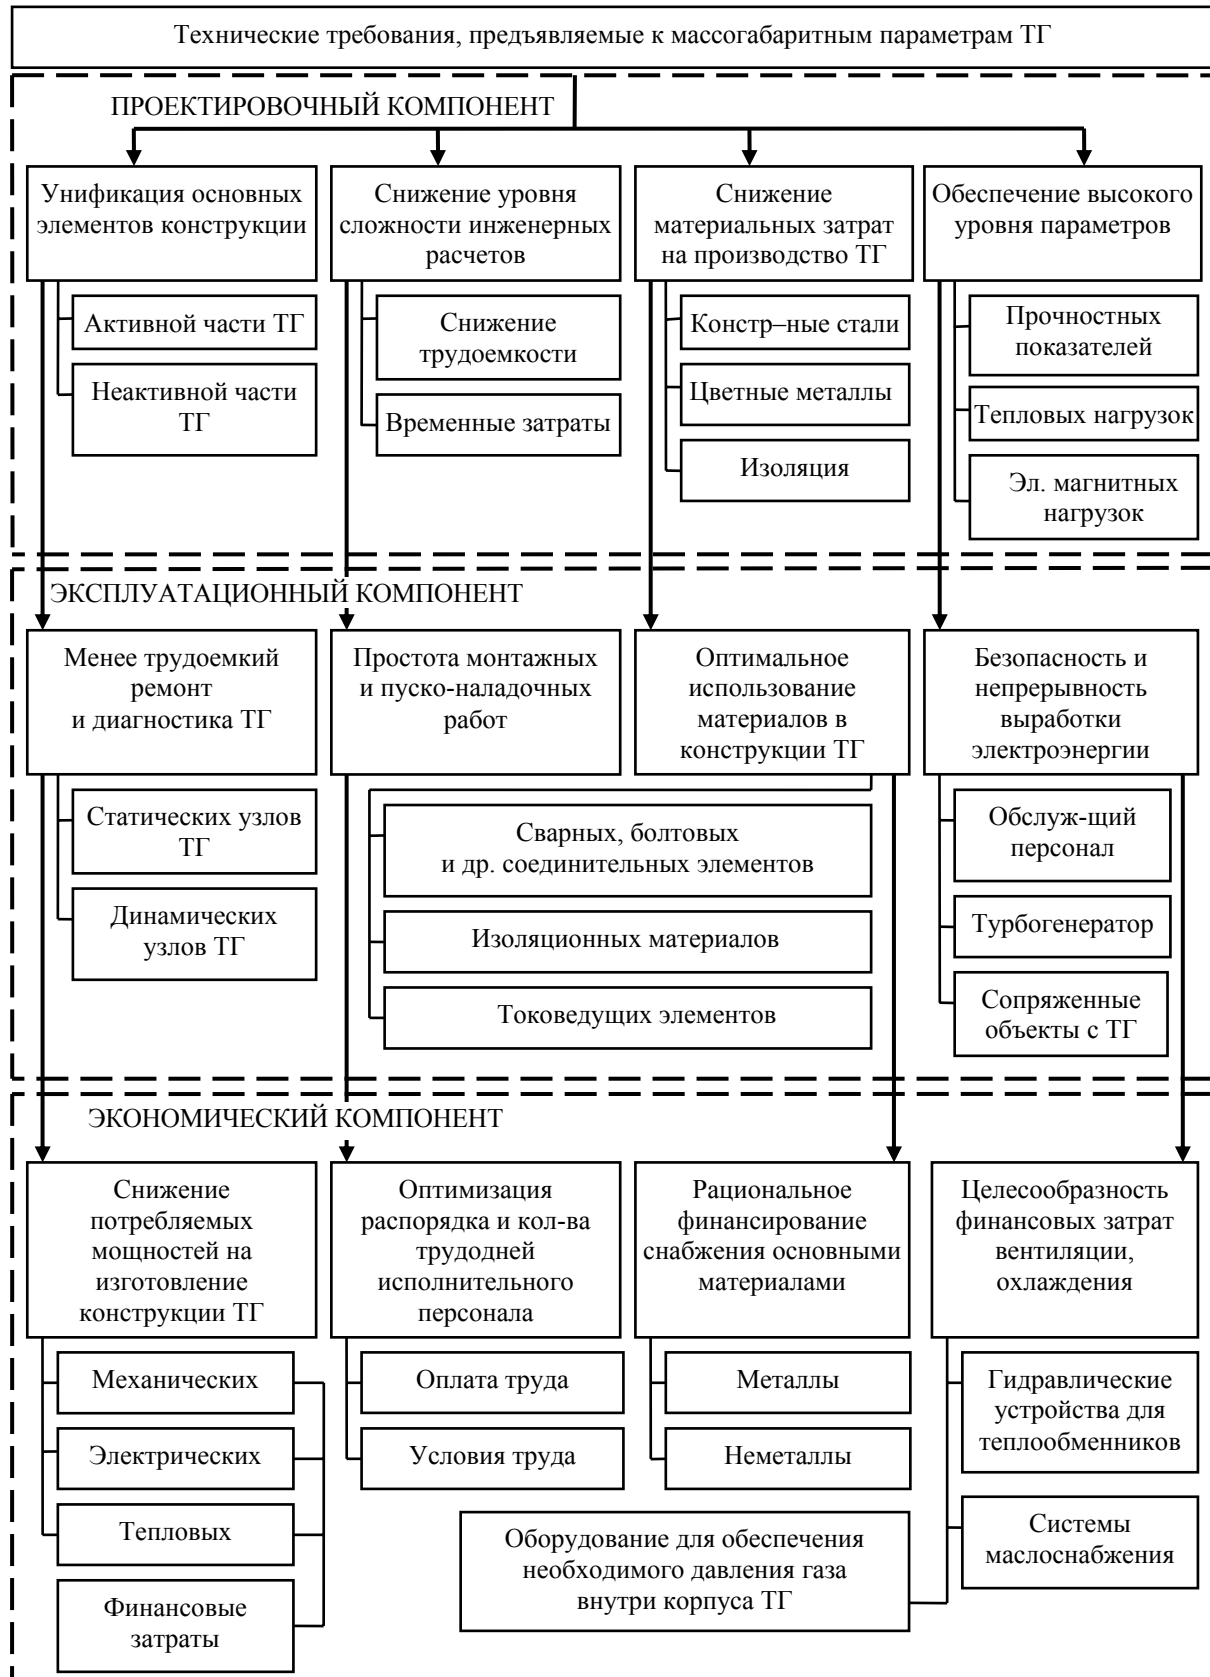 Технические требования, предъявляемые к массогабаритным параметрам ТГ
ПРОЕКТИРОВОЧНЫЙ КОМПОНЕНТ
Унификация основных
элементов конструкции
Активной части ТГ
Неактивной части
ТГ
Снижение уровня
сложности инженерных
расчетов
Снижение
трудоемкости
Временные затраты
Снижение
материальных затрат
на производство ТГ
Констр–ные стали
Цветные металлы
Изоляция
Обеспечение высокого
уровня параметров
Прочностных
показателей
Тепловых нагрузок
Эл. магнитных
нагрузок
ЭКСПЛУАТАЦИОННЫЙ КОМПОНЕНТ
Менее трудоемкий
ремонт
и диагностика ТГ
Статических узлов
ТГ
Динамических
узлов ТГ
Простота монтажных
и пуско-наладочных
работ
Оптимальное
использование
материалов в
конструкции ТГ
Сварных, болтовых
и др. соединительных элементов
Изоляционных материалов
Токоведущих элементов
Безопасность и
непрерывность
выработки
электроэнергии
Обслуж-щий
персонал
Турбогенератор
Сопряженные
объекты с ТГ
ЭКОНОМИЧЕСКИЙ КОМПОНЕНТ
Снижение
потребляемых
мощностей на
изготовление
конструкции ТГ
Механических
Электрических
Тепловых
Финансовые
затраты
Оптимизация
распорядка и кол-ва
трудодней
исполнительного
персонала
Оплата труда
Условия труда
Рациональное
финансирование
снабжения основными
материалами
Металлы
Неметаллы
Целесообразность
финансовых затрат
вентиляции,
охлаждения
Гидравлические
устройства для
теплообменников
Системы
маслоснабжения
Оборудование для обеспечения
необходимого давления газа
внутри корпуса ТГ